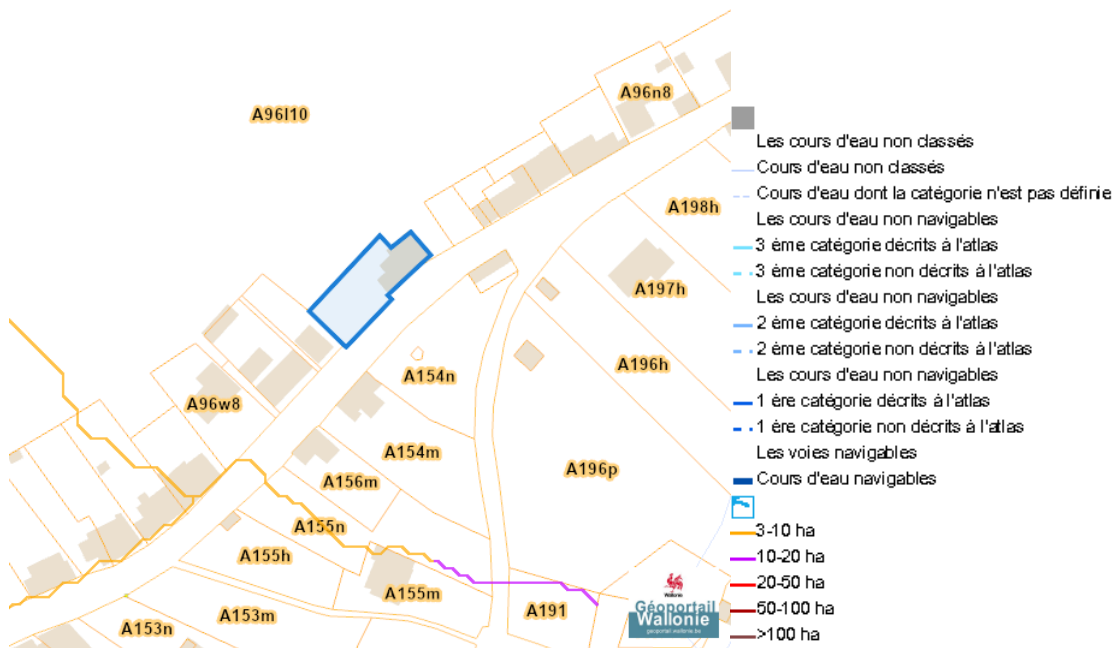 A96l10
A96n8
A198h
A197h
A196h
A154n
A96w8
A154m
A156m
A196p
A155n
A155h
A155m
A191
A153m
A153n
Wallonie
Géoportail
Wallonie
geoportail.wallonie.be
Les cours d'eau non classés
Cours d'eau non classés
Cours d'eau dont la catégorie n'est pas définie
Les cours d'eau non navigables
3 ème catégorie décrits à l'atlas
3 ème catégorie non décrits à l'atlas
Les cours d'eau non navigables
2 ème catégorie décrits à l'atlas
2 ème catégorie non décrits à l'atlas
Les cours d'eau non navigables
1 ère catégorie décrits à l'atlas
1 ère catégorie non décrits à l'atlas
Les voies navigables
Cours d'eau navigables
3-10 ha
10-20 ha
20-50 ha
50-100 ha
>100 ha